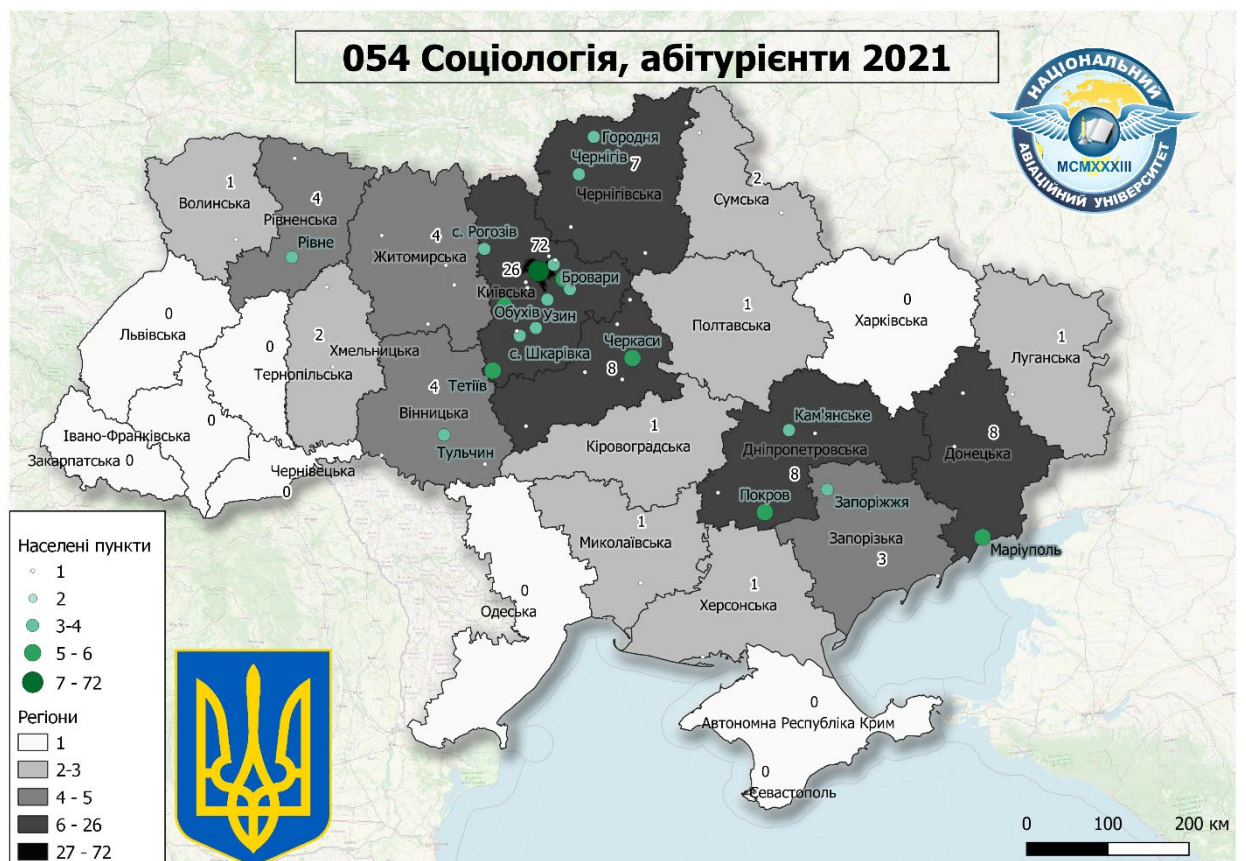 054 Соціологія, абітурієнти 2021
НАЦІОНАЛЬНИЙ
АВІАЦІЙНИЙ УНІВЕРСИТЕТ
MCMXXXIII
Городня
Чернігів
7
Чернігівська
2
Сумська
1
Волинська
4
Рівненська
Рівне
4
Житомирська
с. Рогозів
72
26
Київська
Бровари
Обухів
Узин
с. Шкарівка
Черкаси
8
Тетіїв
1
Полтавська
0
Харківська
1
Луганська
0
Львівська
0
Тернопільська
2
Хмельницька
4
Вінницька
Тульчин
0
Івано-Франківська
Закарпатська 0
Чернівецька
0
1
Кіровоградська
Кам'янське
Дніпропетровська
8
Покров
8
Донецька
Маріуполь
Запоріжжя
Запорізька
3
1
Миколаївська
1
Херсонська
0
Одеська
0
Автономна Республіка Крим
0
Севастополь
Населені пункти
1
2
3-4
5 - 6
7 - 72
Регіони
1
2-3
4 - 5
6 - 26
27 - 72
0 100 200 км